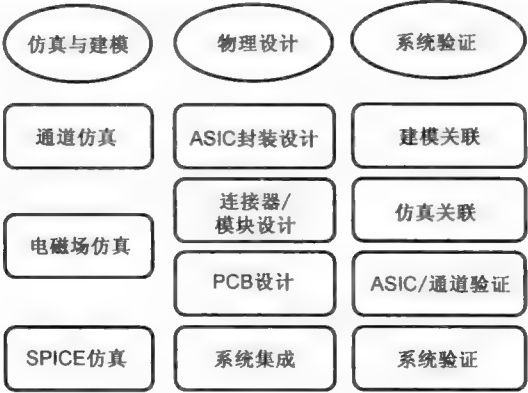 仿真与建模
物理设计
系统验证
通道仿真
ASIC封装设计
建模关联
连接器/
模块设计
仿真关联
电磁场仿真
PCB设计
ASIC/通道验证
SPICE仿真
系统集成
系统验证